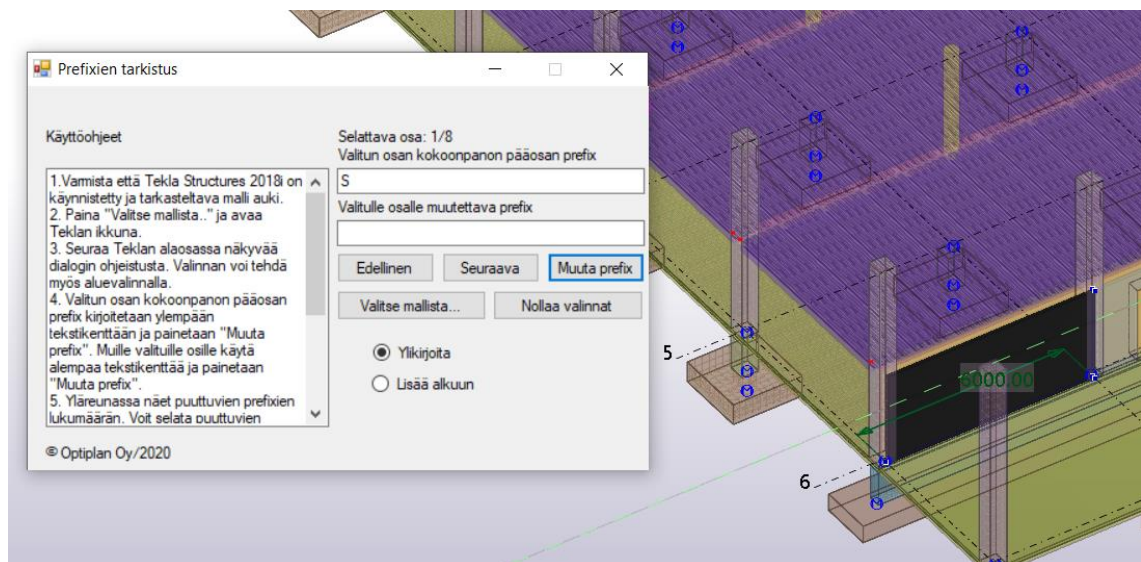 Prefixien tarkistus
Käyttöohjeet
1.Varmista että Tekla Structures 2018i on
käynnistetty ja tarkasteltava malli auki.
2. Paina "Valitse mallista.." ja avaa
Teklan ikkuna.
3. Seuraa Teklan alaosassa näkyvää
dialogin ohjeistusta. Valinnan voi tehdä
myös aluevalinnalla.
4. Valitun osan kokoonpanon pääosan
prefix kirjoitetaan ylempään
tekstikenttään ja painetaan "Muuta
prefix". Muille valituille osille käytä
alempaa tekstikenttää ja painetaan
"Muuta prefix".
5. Yläreunassa näet puuttuvien prefixien
lukumäärän. Voit selata puuttuvien
© Optiplan Oy/2020
Selattava osa: 1/8
Valitun osan kokoonpanon pääosan prefix
S
Valitulle osalle muutettava prefix
Edellinen
Seuraava
Muuta prefix
Valitse mallista...
Nollaa valinnat
Ylikirjoita
Lisää alkuun
5
6000.00
6